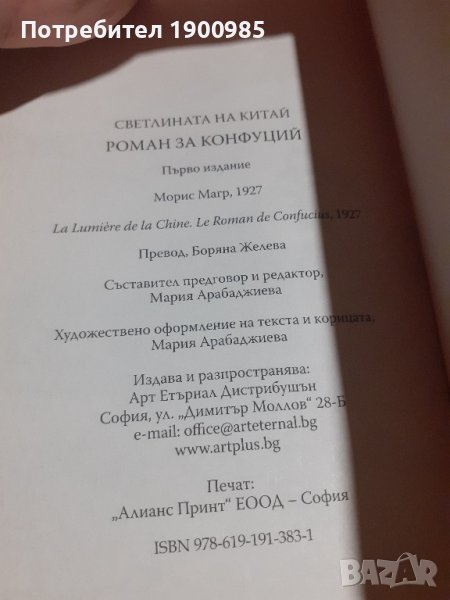 Потребител 1900985
СВЕТЛИНАТА НА КИТАЙ
РОМАН ЗА КОНФУЦИЙ
Първо издание
Морис Магр, 1927
La Lumière de la Chine. Le Roman de Confucius, 1927
Превод, Боряна Желева
Съставител предговор и редактор,
Мария Арабаджиева
Художествено оформление на текста и корицата,
Мария Арабаджиева
Издава и разпространява:
Арт Етърнал Дистрибушън
София, ул. „Димитър Моллов“ 28-Б
e-mail: office@arteternal.bg
www.artplus.bg
Печат:
„Алианс Принт“ ЕООД – София
ISBN 978-619-191-383-1
BAZAR